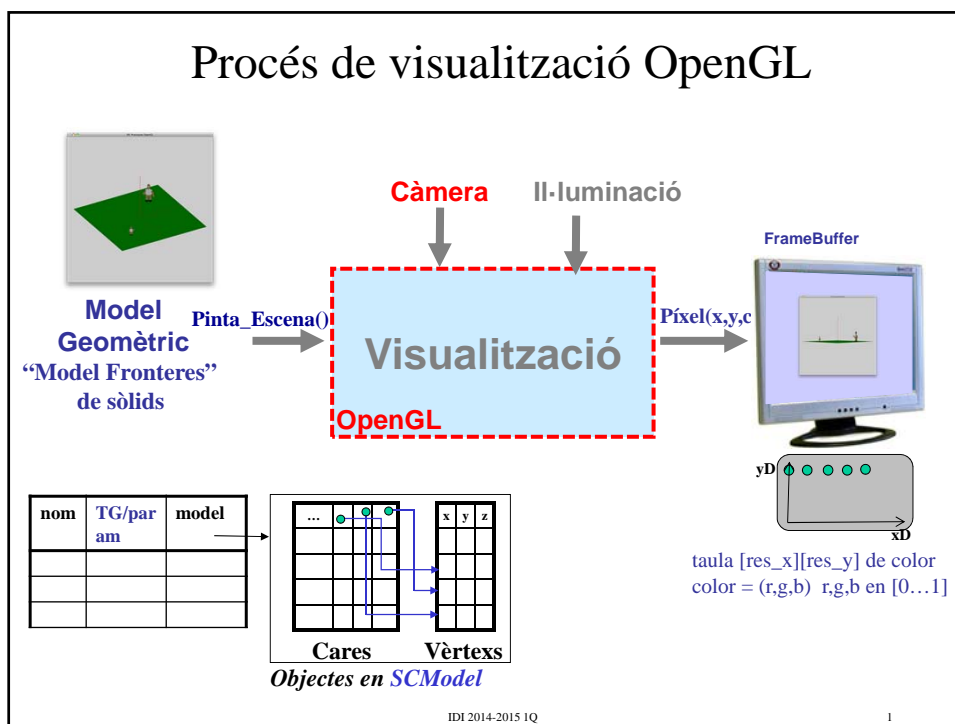 Procés de visualització OpenGL
Càmera
Il·luminació
FrameBuffer
Model
Geomètric
“Model Fronteres”
de sòlids
Pinta_Escena()
Visualització
OpenGL
Píxel(x,y,c
yD
xD
taula [res_x][res_y] de color
color = (r,g,b) r,g,b en [0…1]
nom
TG/par
am
model
…
x y z
Cares
Vèrtexs
Objectes en SCModel
IDI 2014-2015 1Q
1